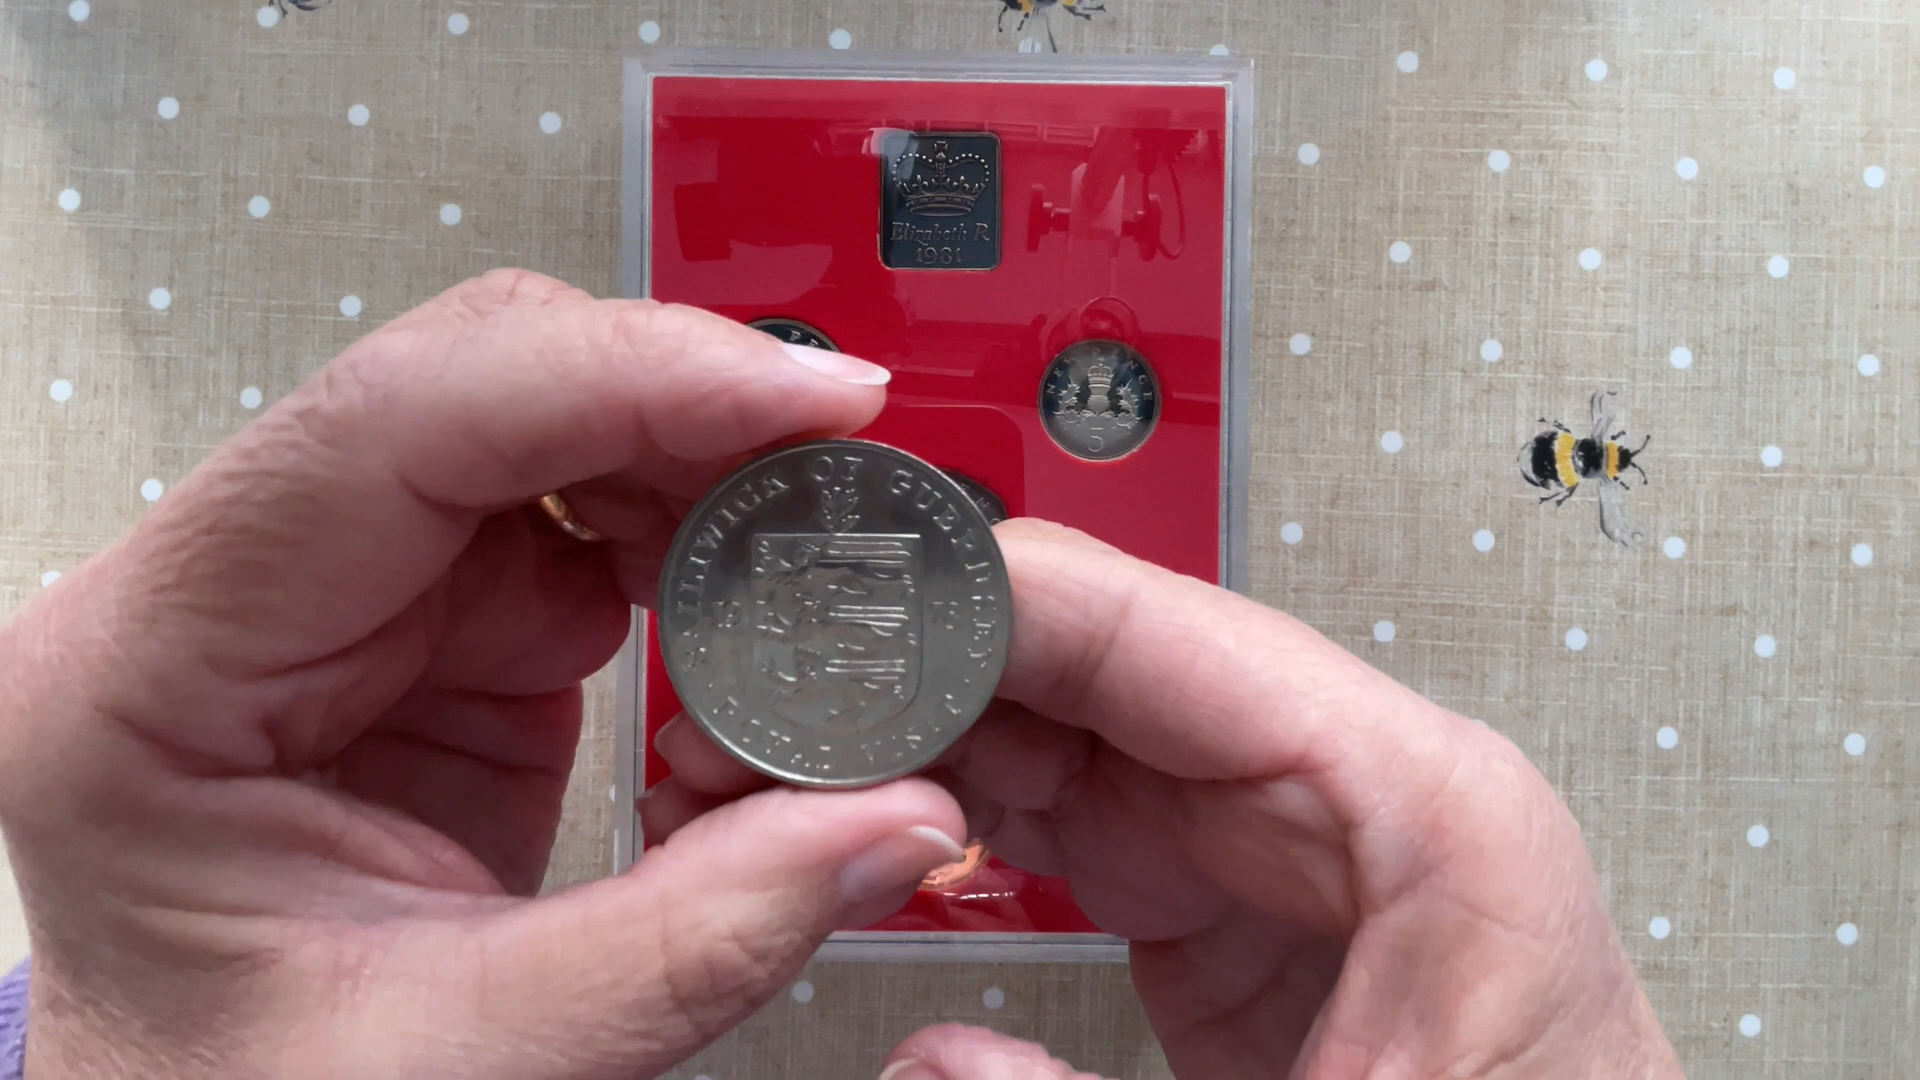 Elizabeth R
1981
NEW PENCE
5
BAILIWICK OF GUERNSEY
19 78
ROYAL VISIT